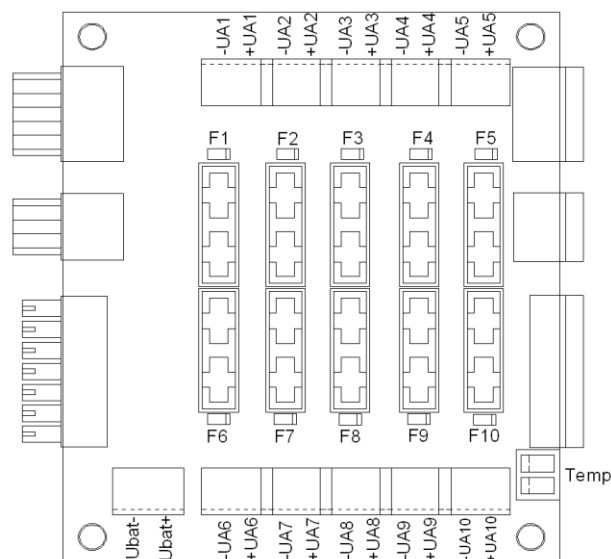 -UA1 +UA1 -UA2 +UA2 -UA3 +UA3 -UA4 +UA4 -UA5 +UA5
F1 F2 F3 F4 F5
F6 F7 F8 F9 F10
Temp
Ubat- Ubat+ -UA6 +UA6 -UA7 +UA7 -UA8 +UA8 -UA9 +UA9 -UA10 +UA10